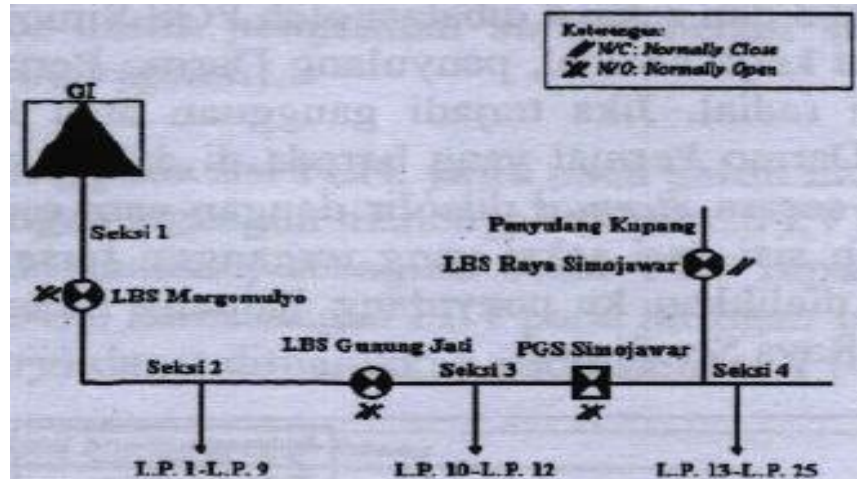 Keterangan:
N/C: Normally Close
N/O: Normally Open
GI
Seksi 1
Penyulang Kupang
LBS Raya Simojawar
LBS Margomulyo
LBS Gunung Jati
PGS Simojawar
Seksi 2
Seksi 3
Seksi 4
L.P. 1-L.P. 9
L.P. 10-L.P. 12
L.P. 13-L.P. 25